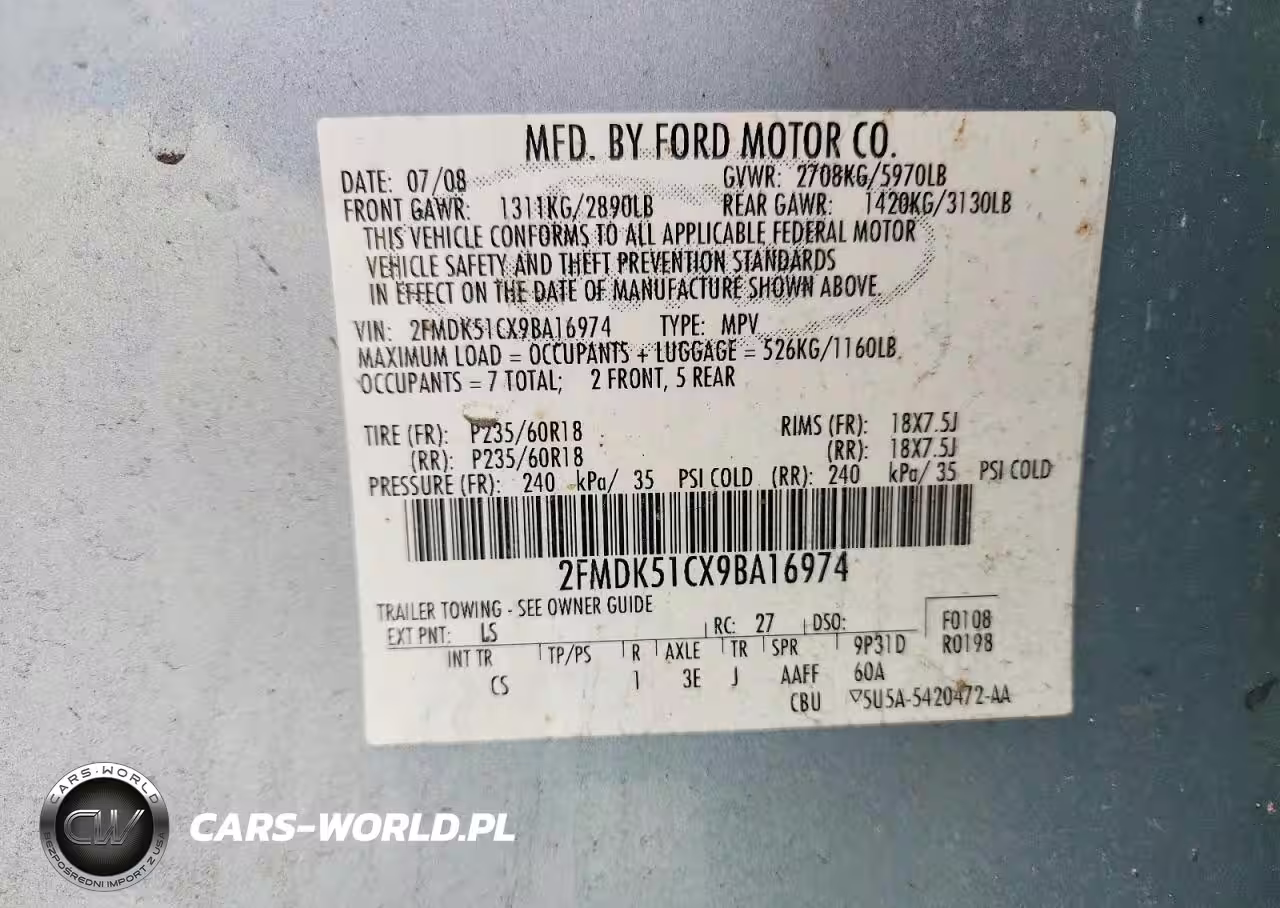 MFD. BY FORD MOTOR CO.
DATE: 07/08 GVWR: 2708KG/5970LB
FRONT GAWR: 1311KG/2890LB REAR GAWR: 1420KG/3130LB
THIS VEHICLE CONFORMS TO ALL APPLICABLE FEDERAL MOTOR
VEHICLE SAFETY AND THEFT PREVENTION STANDARDS
IN EFFECT ON THE DATE OF MANUFACTURE SHOWN ABOVE.
VIN: 2FMDK51CX9BA16974 TYPE: MPV
MAXIMUM LOAD = OCCUPANTS + LUGGAGE = 526KG/1160LB
OCCUPANTS = 7 TOTAL; 2 FRONT, 5 REAR
TIRE (FR): P235/60R18 RIMS (FR): 18X7.5J
(RR): P235/60R18 (RR): 18X7.5J
PRESSURE (FR): 240 kPa/ 35 PSI COLD (RR): 240 kPa/ 35 PSI COLD
2FMDK51CX9BA16974
TRAILER TOWING - SEE OWNER GUIDE
EXT PNT: LS RC: 27 DSO: F0108
INT TR TP/PS R AXLE TR SPR 9P31D R0198
CS 1 3E J AAFF 60A
CBU ▽5U5A-5420472-AA
CARS-WORLD
CW
BEZPOŚREDNI IMPORT Z USA
CARS-WORLD.PL